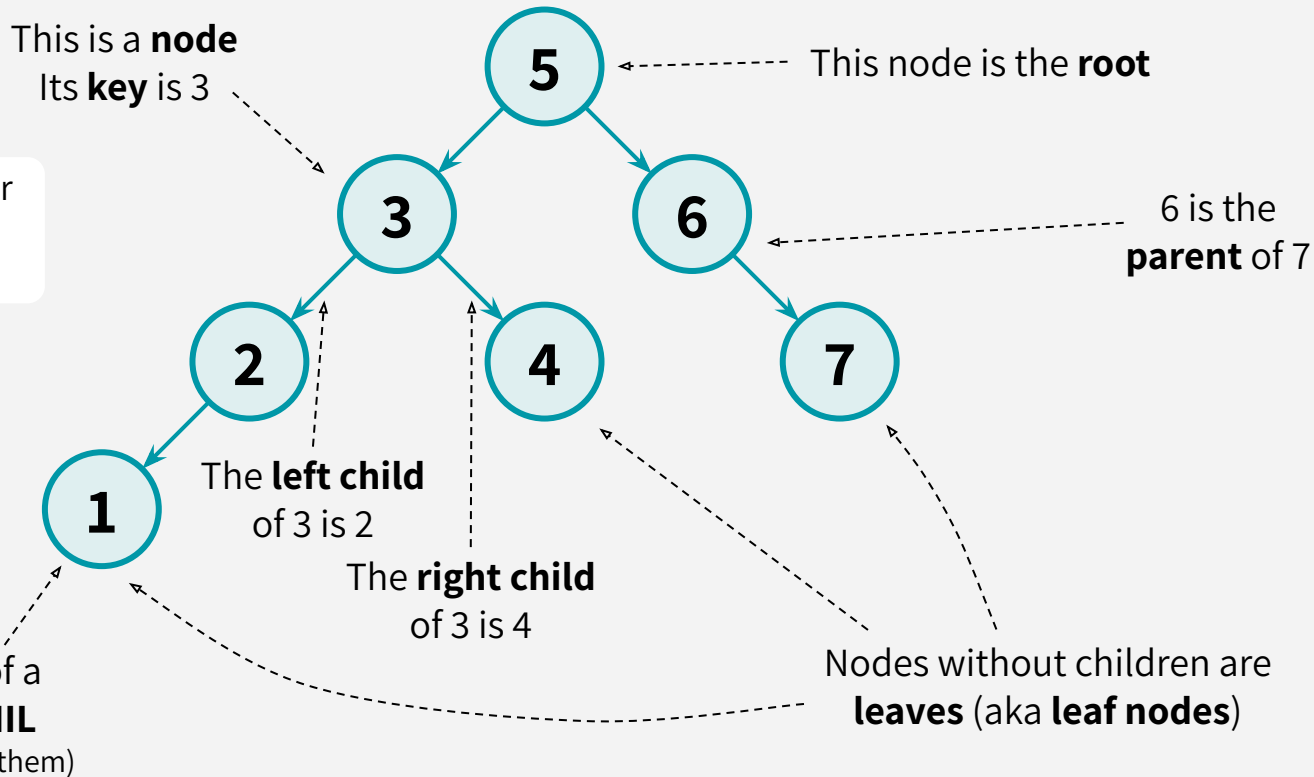 This is a node
Its key is 3
5
This node is the root
r
3
6
6 is the
parent of 7
2
4
7
The left child
of 3 is 2
1
The right child
of 3 is 4
of a
Nodes without children are
leaves (aka leaf nodes)
them)